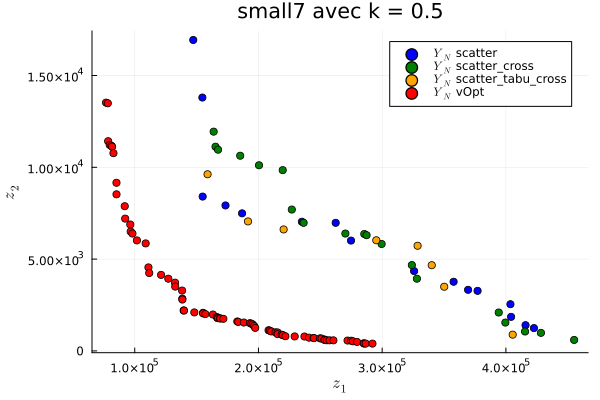 small7 avec k = 0.5
Y_N scatter
Y_N scatter_cross
Y_N scatter_tabu_cross
Y_N vOpt
1.50×10⁴
1.00×10⁴
5.00×10³
0
z₂
1.0×10⁵ 2.0×10⁵ 3.0×10⁵ 4.0×10⁵
z₁